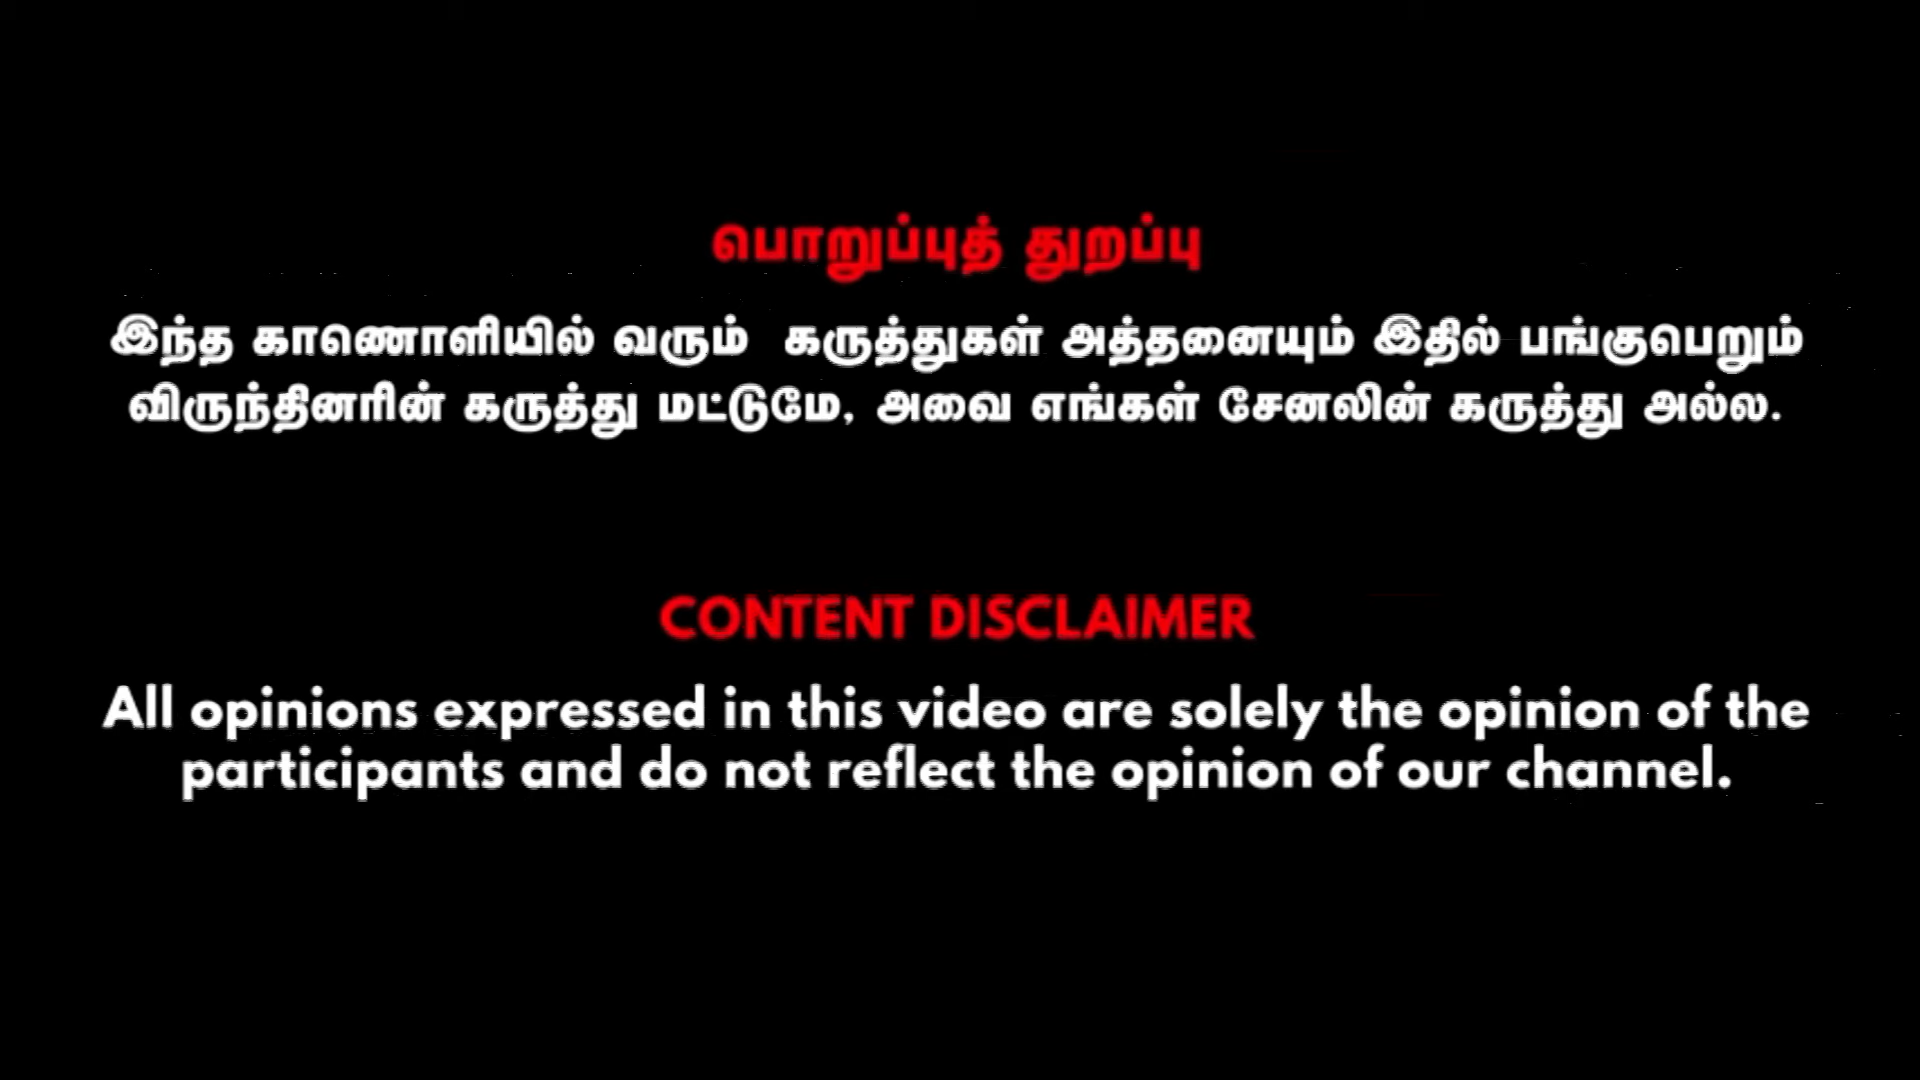 பொறுப்புத் துறப்பு
இந்த காணொளியில் வரும் கருத்துகள் அத்தனையும் இதில் பங்குபெறும்
விருந்தினரின் கருத்து மட்டுமே, அவை எங்கள் சேனலின் கருத்து அல்ல.
CONTENT DISCLAIMER
All opinions expressed in this video are solely the opinion of the
participants and do not reflect the opinion of our channel.